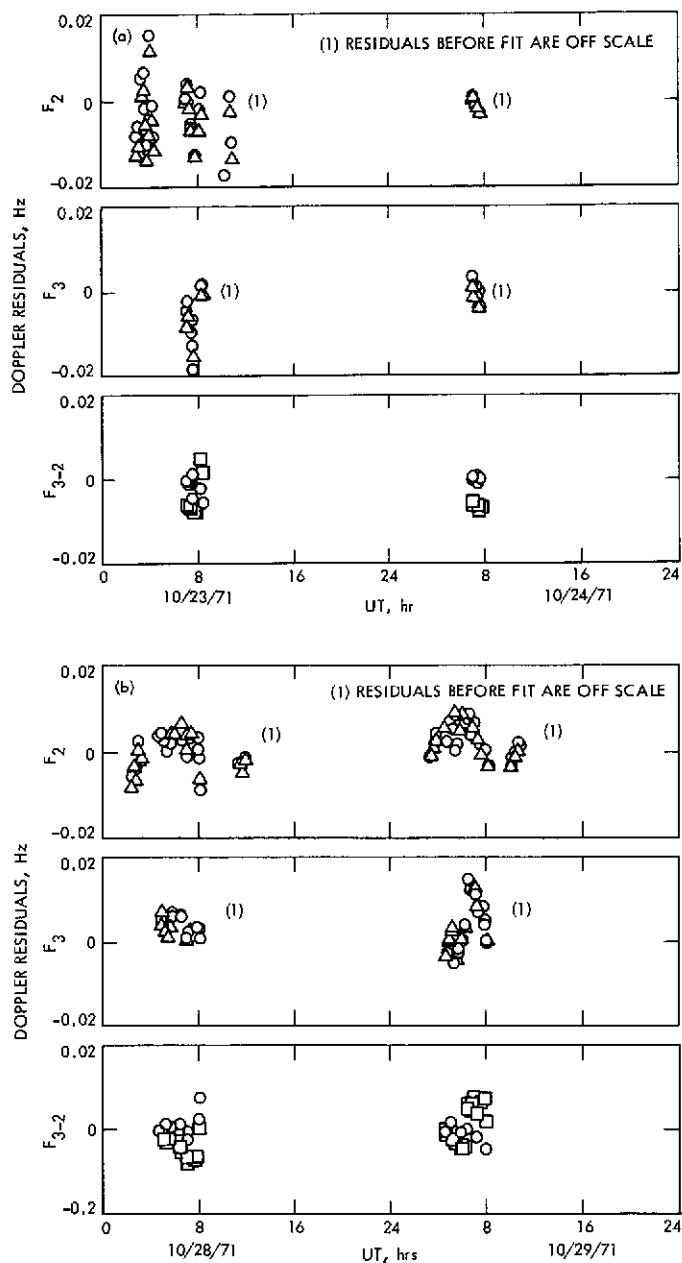 (a)
(1) RESIDUALS BEFORE FIT ARE OFF SCALE
0.02
F2
0
(1)
(1)
-0.02
0.02
F3
0
(1)
(1)
-0.02
0.02
F3-2
0
-0.02
DOPPLER RESIDUALS, Hz
0 8 16 24 8 16 24
10/23/71 UT, hr 10/24/71
(b)
(1) RESIDUALS BEFORE FIT ARE OFF SCALE
0.02
F2
0
(1)
(1)
-0.02
0.02
F3
0
(1)
(1)
-0.02
0.02
F3-2
0
-0.2
DOPPLER RESIDUALS, Hz
0 8 16 24 8 16 24
10/28/71 UT, hrs 10/29/71